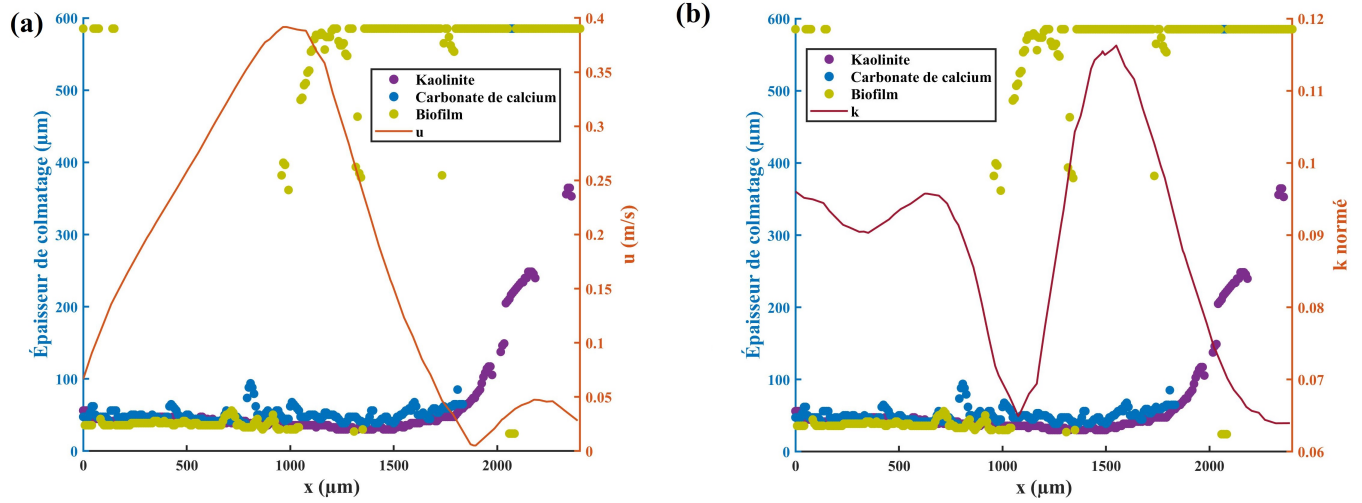 (a)
600
500
400
300
200
100
0
Épaisseur de colmatage (µm)
0
500
1000
1500
2000
x (µm)
0.4
0.35
0.3
0.25
0.2
0.15
0.1
0.05
0
u (m/s)
Kaolinite
Carbonate de calcium
Biofilm
u
(b)
600
500
400
300
200
100
0
Épaisseur de colmatage (µm)
0
500
1000
1500
2000
x (µm)
0.12
0.11
0.1
0.09
0.08
0.07
0.06
k normé
Kaolinite
Carbonate de calcium
Biofilm
k